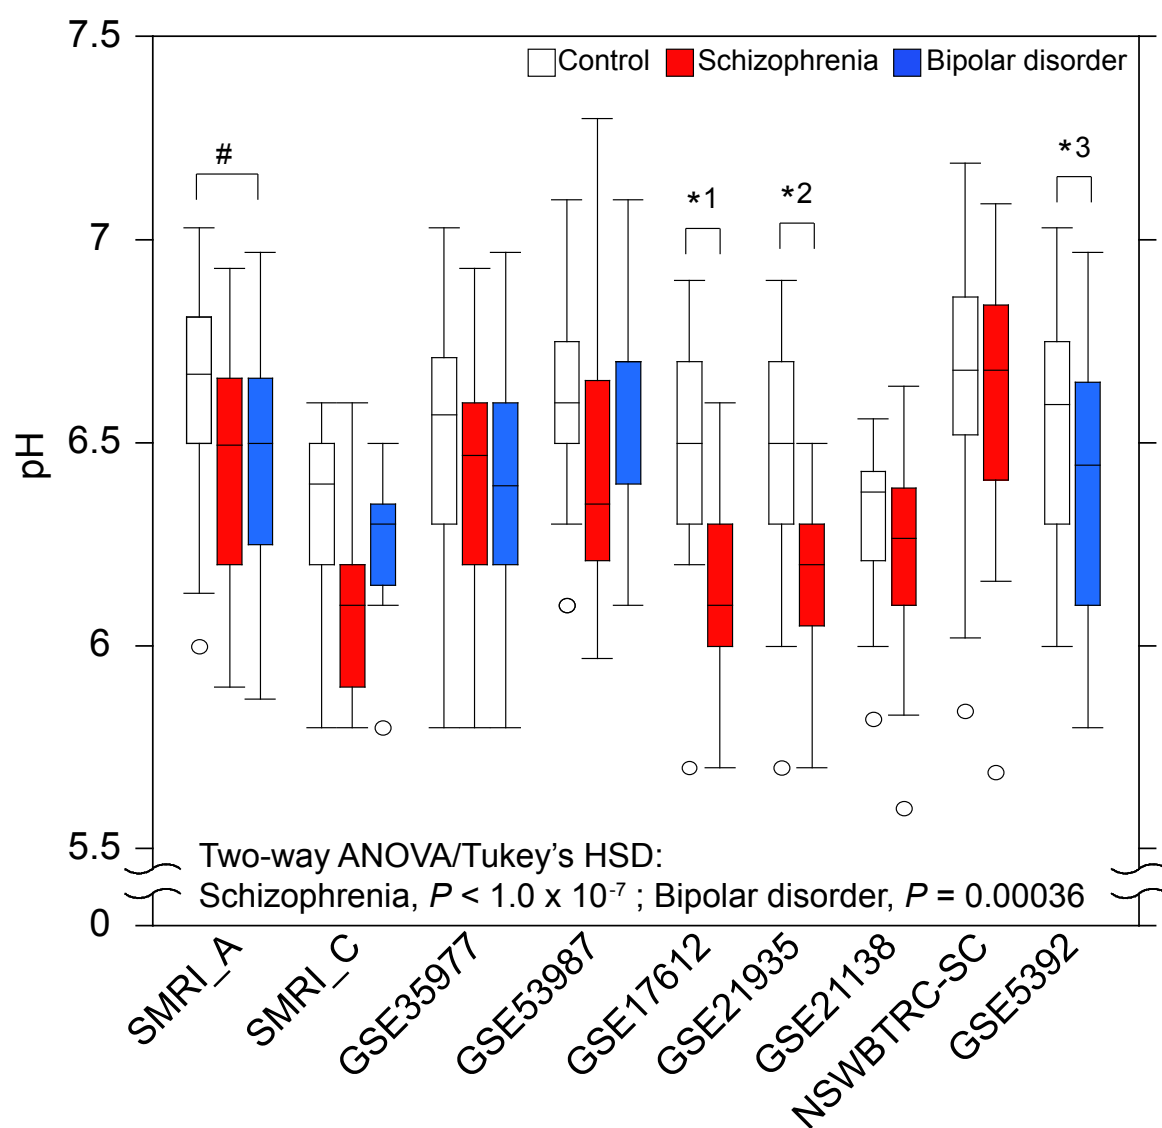 7.5
Control Schizophrenia Bipolar disorder
#
*3
*1
*2
7
pH
6.5
6
5.5
Two-way ANOVA/Tukey's HSD:
Schizophrenia, P < 1.0 x 10-7 ; Bipolar disorder, P = 0.00036
0
SMRI_A
SMRI_C
GSE35977
GSE53987
GSE17612
GSE21935
GSE21138
NSWBTRC-SC
GSE5392